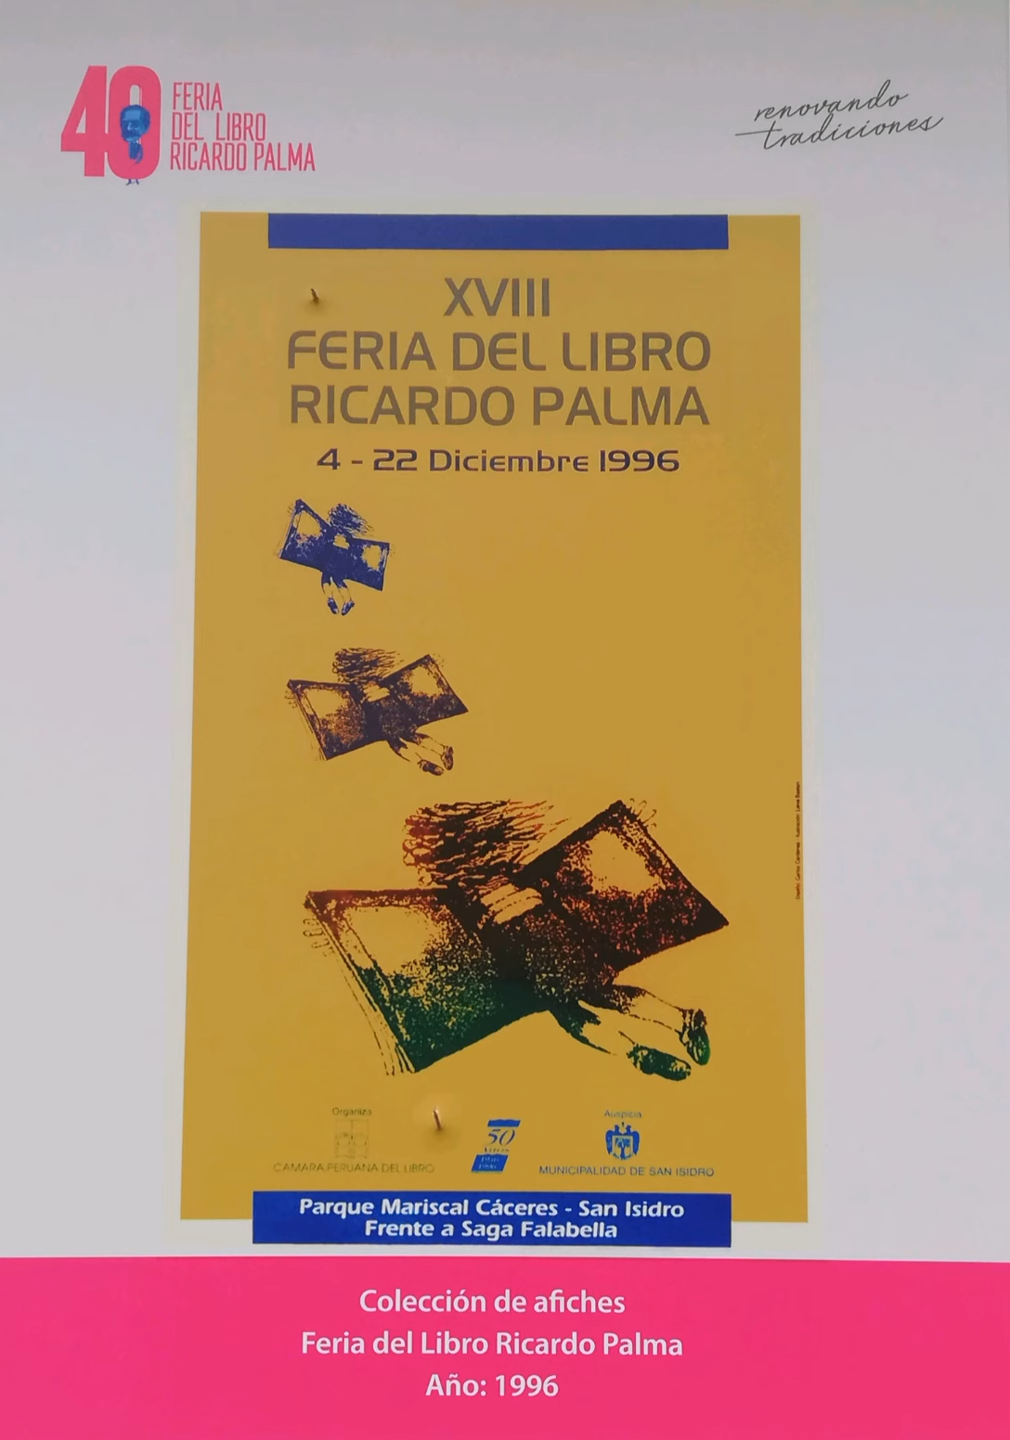 40
FERIA
DEL LIBRO
RICARDO PALMA
renovando
tradiciones
XVIII
FERIA DEL LIBRO
RICARDO PALMA
4 - 22 Diciembre 1996
Organiza
CAMARA PERUANA DEL LIBRO
50
Años
Auspicia
MUNICIPALIDAD DE SAN ISIDRO
Parque Mariscal Cáceres - San Isidro
Frente a Saga Falabella
Colección de afiches
Feria del Libro Ricardo Palma
Año: 1996